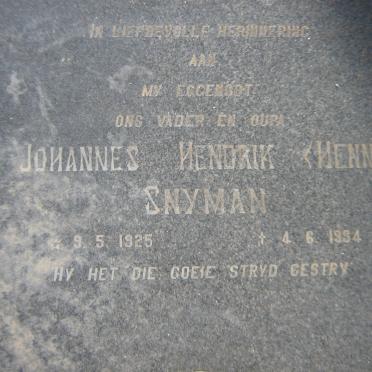 IN LIEFDEVOLLE HERINNERING
AAN
MY EGGENOOT
ONS VADER EN OUPA
JOHANNES HENDRIK (HENN
SNYMAN
* 9.5.1925 † 4.6.1994
HY HET DIE GOEIE STRYD GESTRY